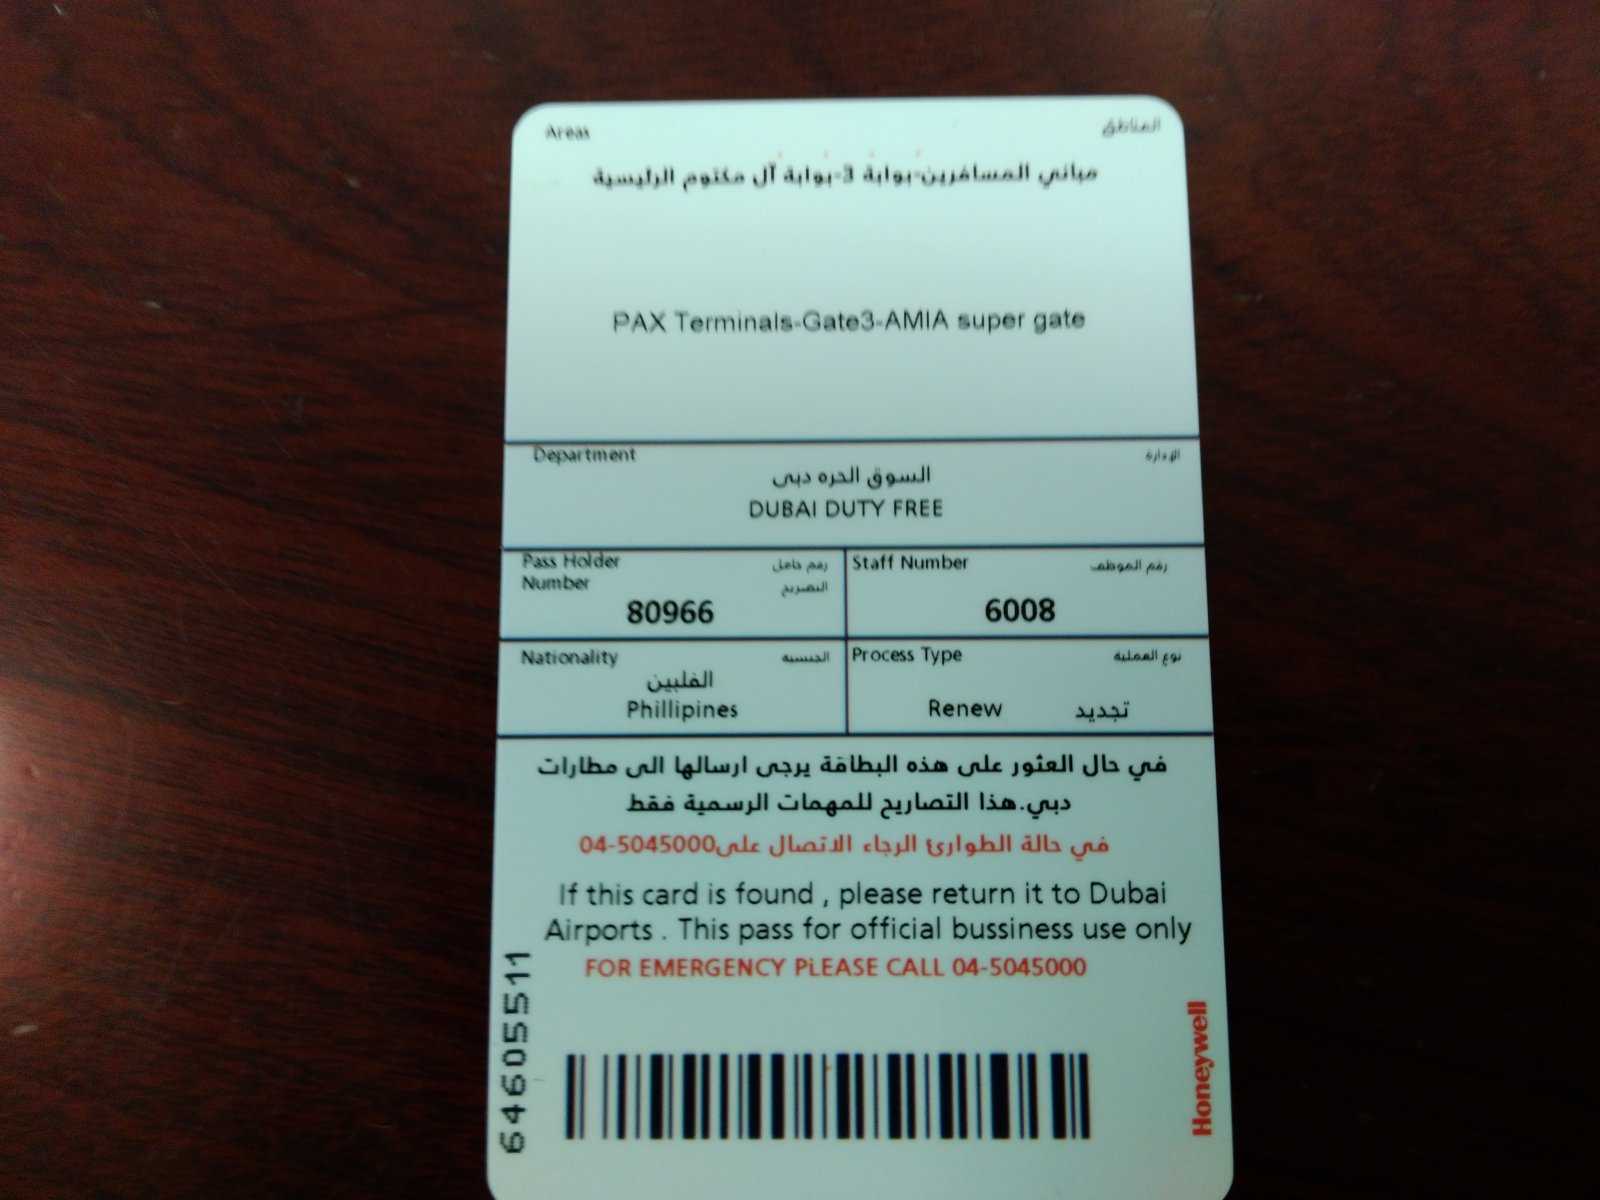 Areas المناطق
مباني المسافرين-بوابة 3-بوابة آل مكتوم الرئيسية
PAX Terminals-Gate3-AMIA super gate
Department الإدارة
السوق الحره دبى
DUBAI DUTY FREE
Pass Holder رقم حامل
Number التصريح
80966
Staff Number رقم الموظف
6008
Nationality الجنسية
الفلبين
Phillipines
Process Type نوع العملية
Renew تجديد
في حال العثور على هذه البطاقة يرجى ارسالها الى مطارات
دبي.هذا التصاريح للمهمات الرسمية فقط
في حالة الطوارئ الرجاء الاتصال على04-5045000
If this card is found , please return it to Dubai
Airports . This pass for official bussiness use only
FOR EMERGENCY PLEASE CALL 04-5045000
64605511
Honeywell